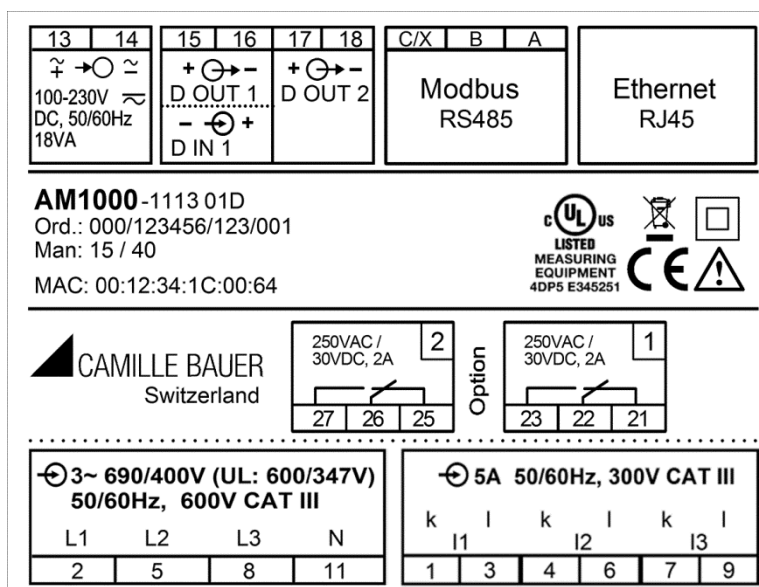 13 14 15 16 17 18 C/X B A
100-230V
DC, 50/60Hz
18VA
+ -
D OUT 1
- +
D IN 1
+ -
D OUT 2
Modbus
RS485
Ethernet
RJ45
AM1000-1113 01D
Ord.: 000/123456/123/001
Man: 15 / 40
MAC: 00:12:34:1C:00:64
C UL US
LISTED
MEASURING
EQUIPMENT
4DP5 E345251
CE
CAMILLE BAUER
Switzerland
250VAC /
30VDC, 2A
2
27 26 25
Option
250VAC /
30VDC, 2A
1
23 22 21
3~ 690/400V (UL: 600/347V)
50/60Hz, 600V CAT III
L1 L2 L3 N
2 5 8 11
5A 50/60Hz, 300V CAT III
k l k l k l
I1 I2 I3
1 3 4 6 7 9